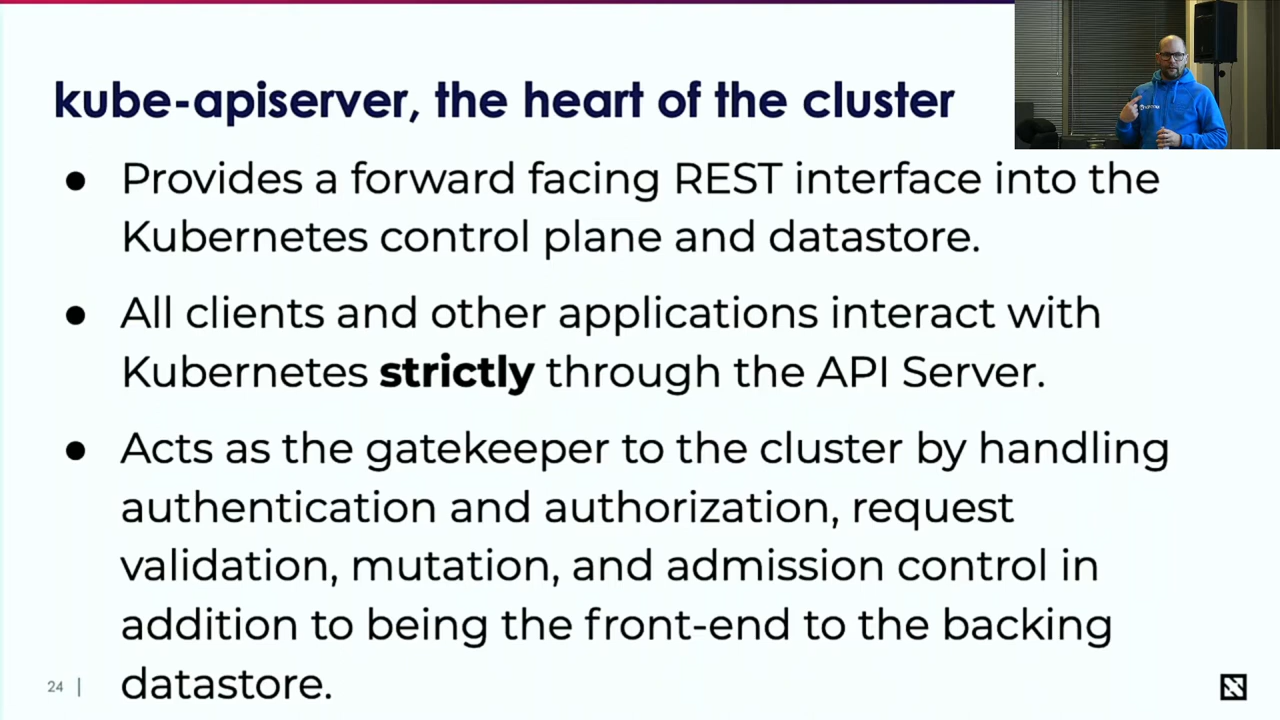 kube-apiserver, the heart of the cluster
● Provides a forward facing REST interface into the
Kubernetes control plane and datastore.
● All clients and other applications interact with
Kubernetes strictly through the API Server.
● Acts as the gatekeeper to the cluster by handling
authentication and authorization, request
validation, mutation, and admission control in
addition to being the front-end to the backing
datastore.
24 |